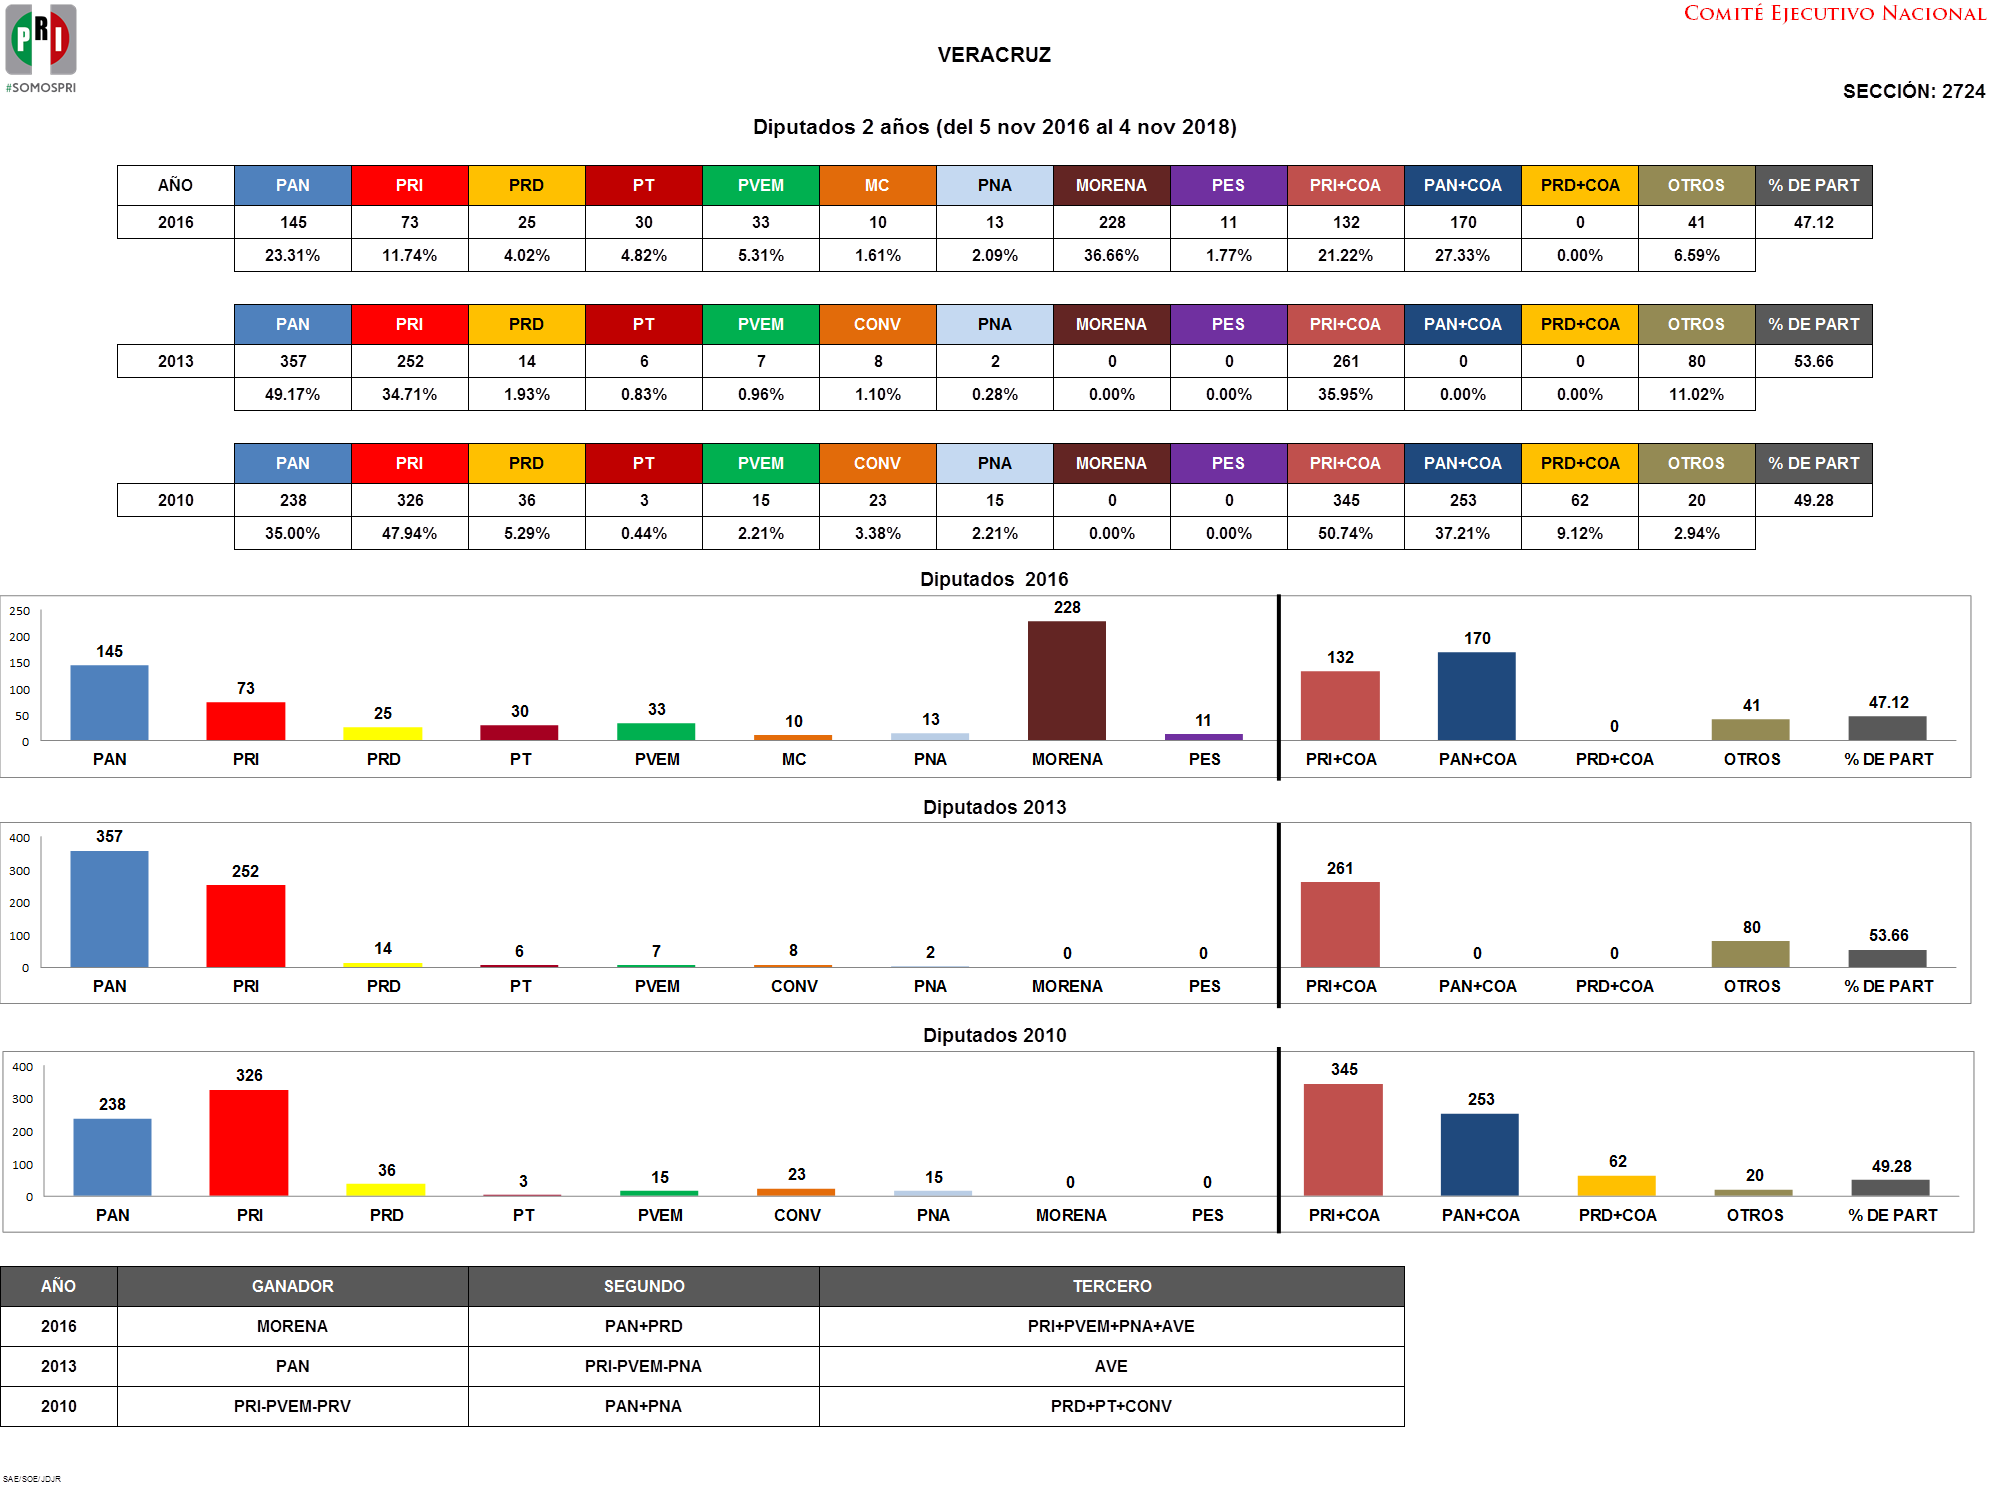 PRI
#SOMOSPRI
COMITÉ EJECUTIVO NACIONAL
VERACRUZ
SECCIÓN: 2724
Diputados 2 años (del 5 nov 2016 al 4 nov 2018)
AÑO PAN PRI PRD PT PVEM MC PNA MORENA PES PRI+COA PAN+COA PRD+COA OTROS % DE PART
2016 145 73 25 30 33 10 13 228 11 132 170 0 41 47.12
23.31% 11.74% 4.02% 4.82% 5.31% 1.61% 2.09% 36.66% 1.77% 21.22% 27.33% 0.00% 6.59%
PAN PRI PRD PT PVEM CONV PNA MORENA PES PRI+COA PAN+COA PRD+COA OTROS % DE PART
2013 357 252 14 6 7 8 2 0 0 261 0 0 80 53.66
49.17% 34.71% 1.93% 0.83% 0.96% 1.10% 0.28% 0.00% 0.00% 35.95% 0.00% 0.00% 11.02%
PAN PRI PRD PT PVEM CONV PNA MORENA PES PRI+COA PAN+COA PRD+COA OTROS % DE PART
2010 238 326 36 3 15 23 15 0 0 345 253 62 20 49.28
35.00% 47.94% 5.29% 0.44% 2.21% 3.38% 2.21% 0.00% 0.00% 50.74% 37.21% 9.12% 2.94%
Diputados 2016
250
200
150
100
50
0
145 73 25 30 33 10 13 228 11 132 170 0 41 47.12
PAN PRI PRD PT PVEM MC PNA MORENA PES PRI+COA PAN+COA PRD+COA OTROS % DE PART
Diputados 2013
400
300
200
100
0
357 252 14 6 7 8 2 0 0 261 0 0 80 53.66
PAN PRI PRD PT PVEM CONV PNA MORENA PES PRI+COA PAN+COA PRD+COA OTROS % DE PART
Diputados 2010
400
300
200
100
0
238 326 36 3 15 23 15 0 0 345 253 62 20 49.28
PAN PRI PRD PT PVEM CONV PNA MORENA PES PRI+COA PAN+COA PRD+COA OTROS % DE PART
AÑO GANADOR SEGUNDO TERCERO
2016 MORENA PAN+PRD PRI+PVEM+PNA+AVE
2013 PAN PRI-PVEM-PNA AVE
2010 PRI-PVEM-PRV PAN+PNA PRD+PT+CONV
SAE/SOE/JDJR